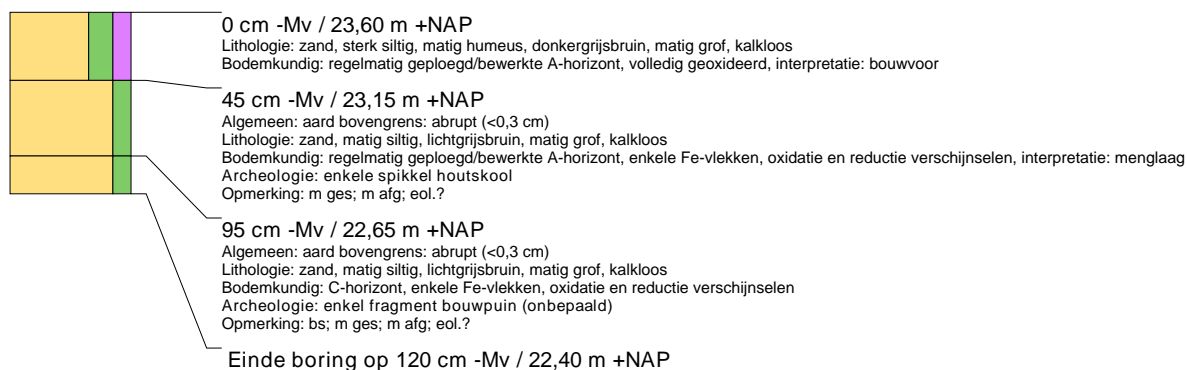 0 cm -Mv / 23,60 m +NAP
Lithologie: zand, sterk siltig, matig humeus, donkergrijsbruin, matig grof, kalkloos
Bodemkundig: regelmatig geploegd/bewerkte A-horizont, volledig geoxideerd, interpretatie: bouwvoor
45 cm -Mv / 23,15 m +NAP
Algemeen: aard bovengrens: abrupt (<0,3 cm)
Lithologie: zand, matig siltig, lichtgrijsbruin, matig grof, kalkloos
Bodemkundig: regelmatig geploegd/bewerkte A-horizont, enkele Fe-vlekken, oxidatie en reductie verschijnselen, interpretatie: menglaag
Archeologie: enkele spikkel houtskool
Opmerking: m ges; m afg; eol.?
95 cm -Mv / 22,65 m +NAP
Algemeen: aard bovengrens: abrupt (<0,3 cm)
Lithologie: zand, matig siltig, lichtgrijsbruin, matig grof, kalkloos
Bodemkundig: C-horizont, enkele Fe-vlekken, oxidatie en reductie verschijnselen
Archeologie: enkel fragment bouwpuin (onbepaald)
Opmerking: bs; m ges; m afg; eol.?
Einde boring op 120 cm -Mv / 22,40 m +NAP